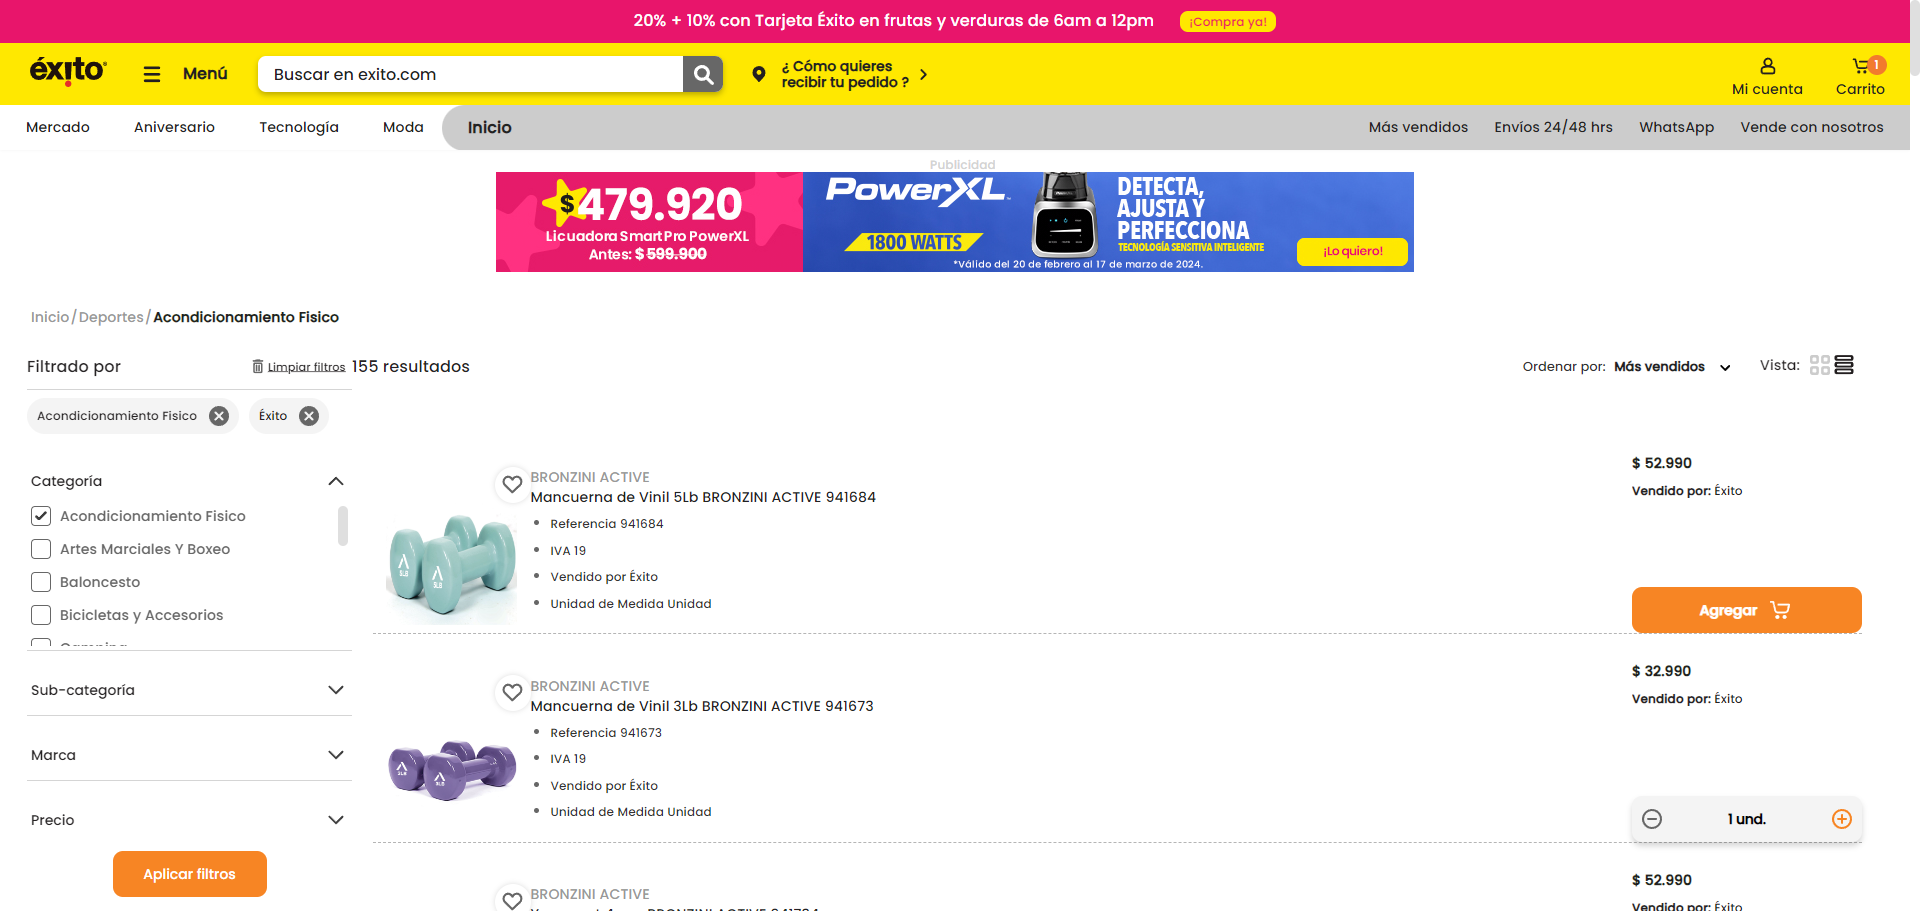 20% + 10% con Tarjeta Éxito en frutas y verduras de 6am a 12pm ¡Compra ya!
éxito Menú Buscar en exito.com ¿ Cómo quieres recibir tu pedido ? Mi cuenta 1 Carrito
Mercado Aniversario Tecnología Moda Inicio Más vendidos Envíos 24/48 hrs WhatsApp Vende con nosotros
Publicidad
$479.920
Licuadora Smart Pro PowerXL
Antes: $ 599.900
PowerXL
1800 WATTS
DETECTA,
AJUSTA Y
PERFECCIONA
TECNOLOGÍA SENSITIVA INTELIGENTE
¡Lo quiero!
*Válido del 20 de febrero al 17 de marzo de 2024.
Inicio/Deportes/Acondicionamiento Fisico
Filtrado por Limpiar filtros 155 resultados Ordenar por: Más vendidos Vista:
Acondicionamiento Fisico Éxito
Categoría
Acondicionamiento Fisico
Artes Marciales Y Boxeo
Baloncesto
Bicicletas y Accesorios
Sub-categoría
Marca
Precio
Aplicar filtros
BRONZINI ACTIVE
Mancuerna de Vinil 5Lb BRONZINI ACTIVE 941684
Referencia 941684
IVA 19
Vendido por Éxito
Unidad de Medida Unidad
$ 52.990
Vendido por: Éxito
Agregar
BRONZINI ACTIVE
Mancuerna de Vinil 3Lb BRONZINI ACTIVE 941673
Referencia 941673
IVA 19
Vendido por Éxito
Unidad de Medida Unidad
$ 32.990
Vendido por: Éxito
1 und.
BRONZINI ACTIVE
$ 52.990
Vendido por: Éxito